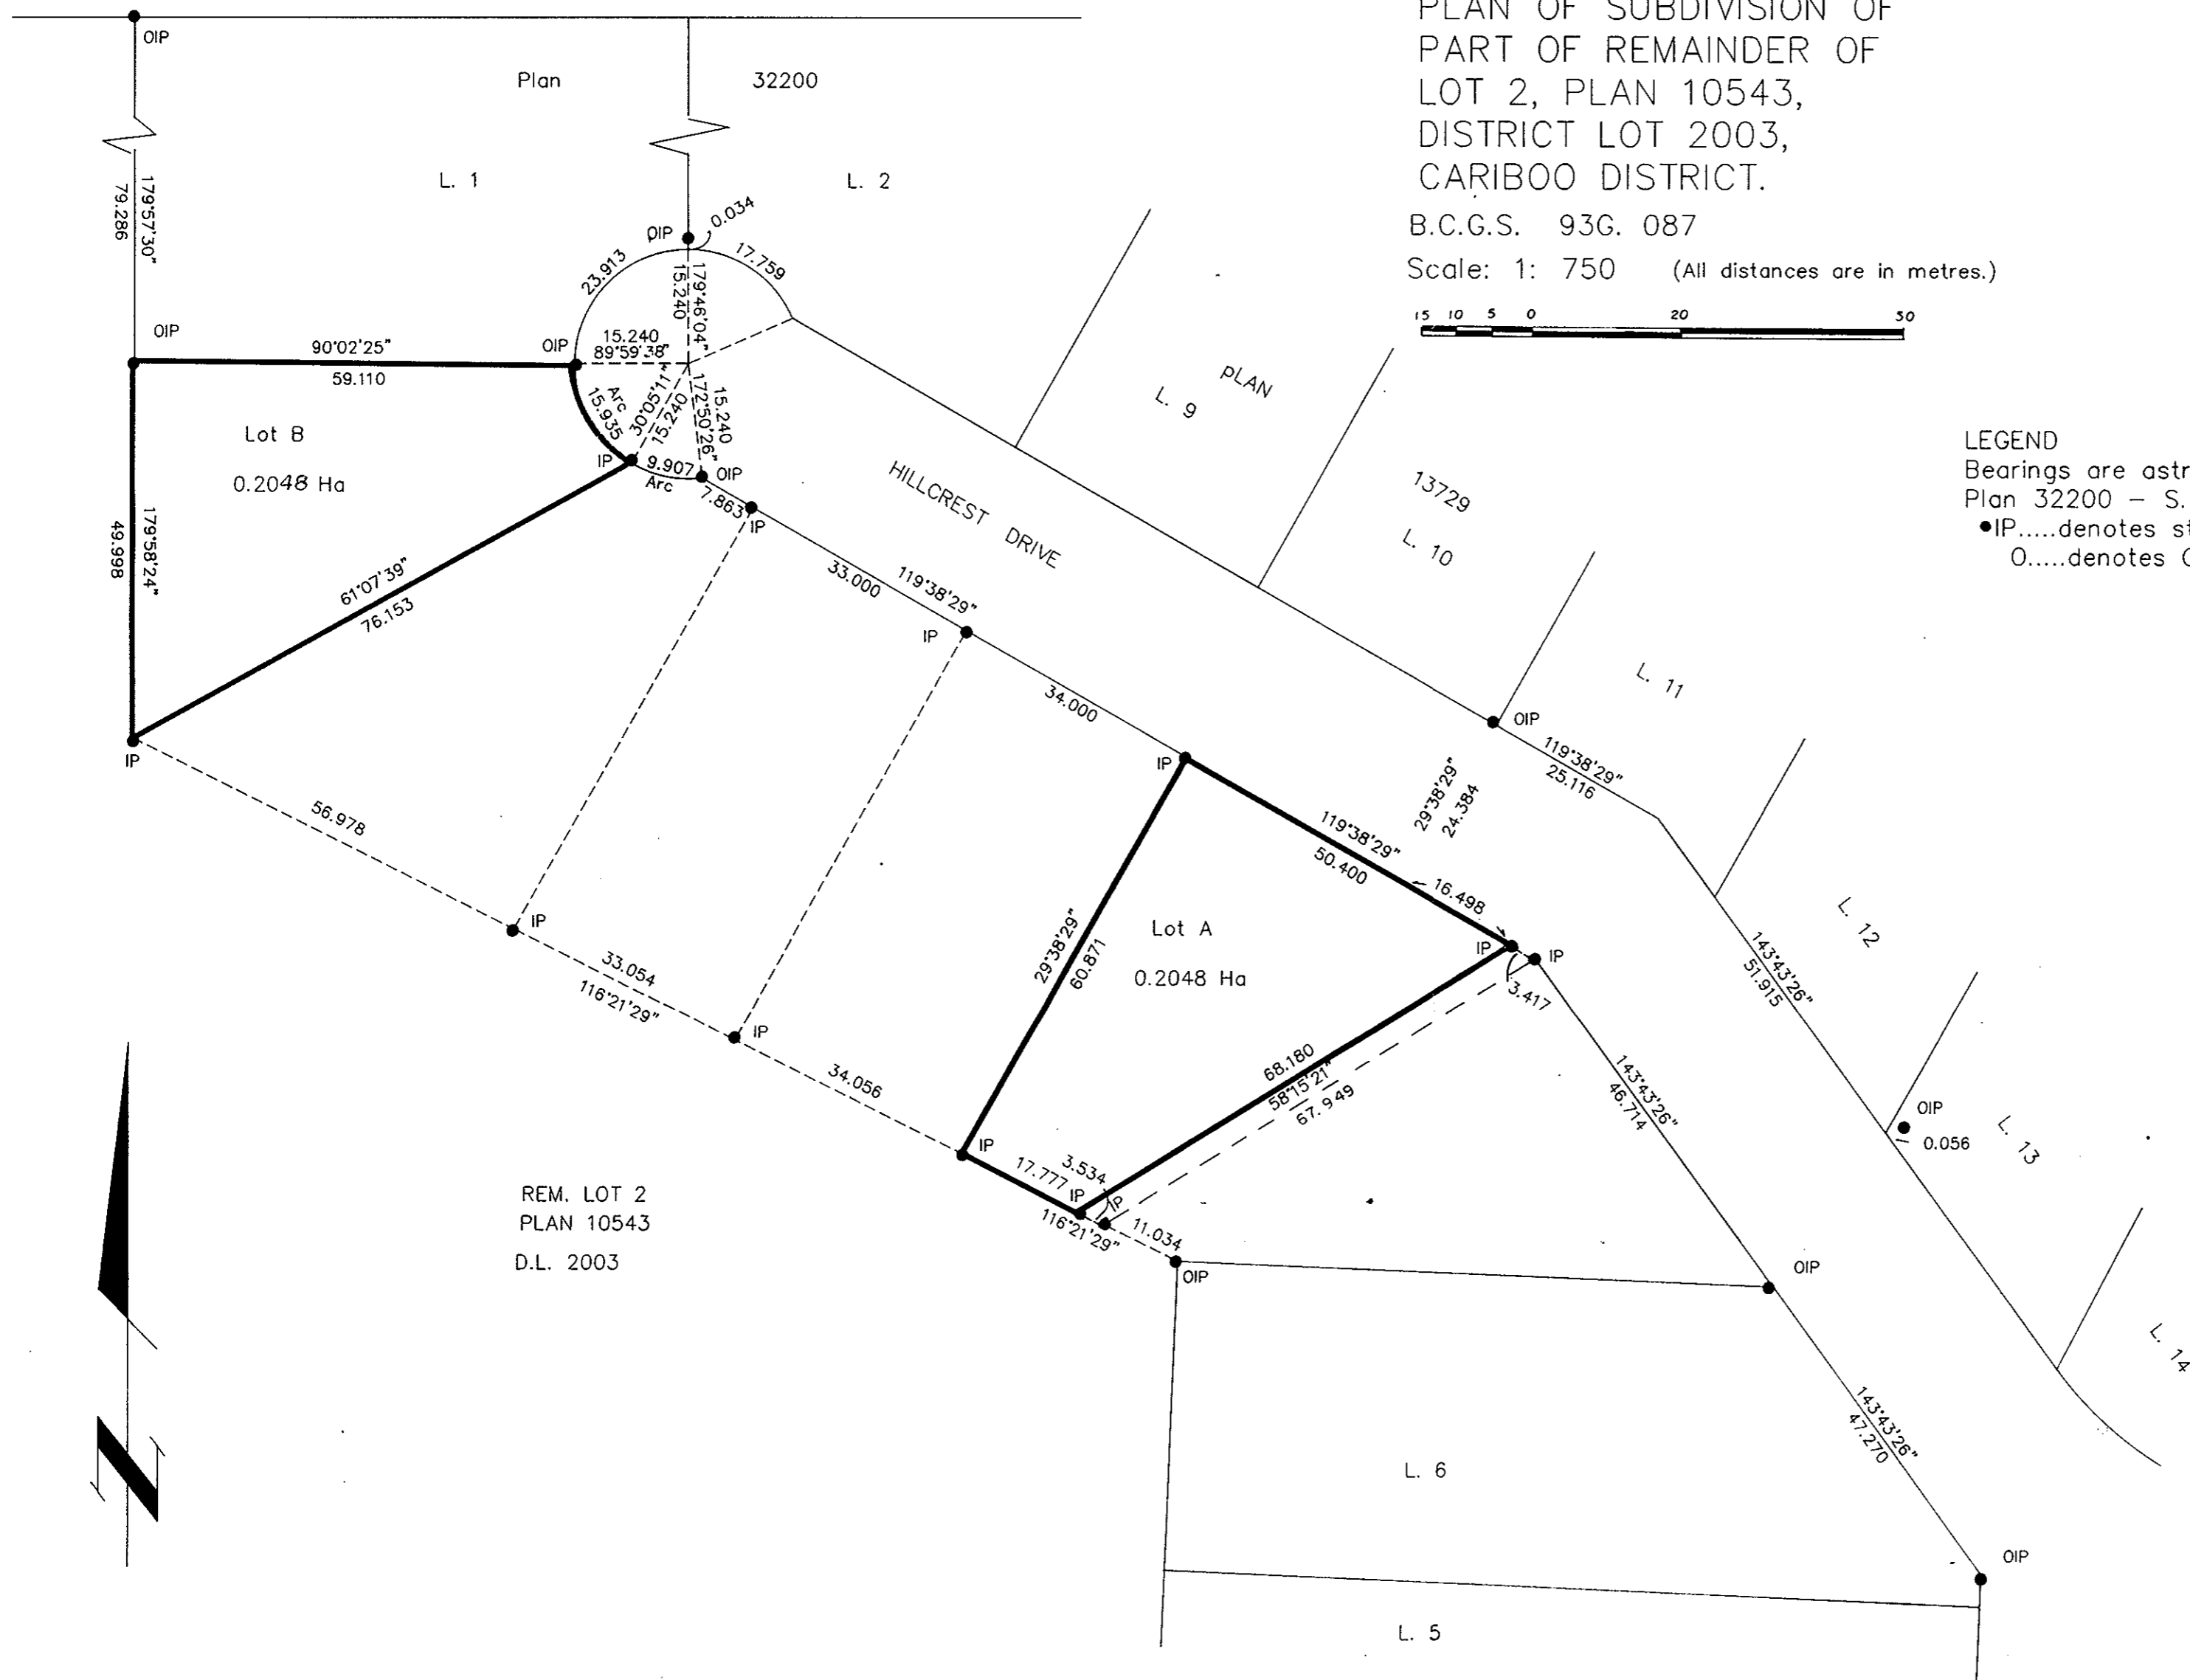 PLAN OF SUBDIVISION OF
PART OF REMAINDER OF
LOT 2, PLAN 10543,
DISTRICT LOT 2003,
CARIBOO DISTRICT.
B.C.G.S. 93G. 087
Scale: 1: 750 (All distances are in metres.)
15 10 5 0 20 50
LEGEND
Bearings are
Plan 32200 – S.
●IP.....denotes
O.....denotes
OIP
Plan 32200
L. 1
L. 2
179°57'30"
79.286
OIP
0.034
23.913
17.759
179°46'04"
15.240
OIP
90°02'25"
59.110
OIP
15.240
89°59'38"
Arc
15.935
30°05'11"
15.240
15.240
172°50'26"
Lot B
0.2048 Ha
IP
9.907
Arc
OIP
7.863
IP
179°58'24"
49.998
61°07'39"
76.153
IP
HILLCREST DRIVE
33.000
119°38'29"
IP
34.000
IP
L. 9
pLAN
13729
L. 10
L. 11
OIP
119°38'29"
25.116
29°38'29"
24.384
119°38'29"
50.400
16.498
IP
IP
3.417
56.978
IP
33.054
116°21'29"
IP
34.056
IP
29°38'29"
60.871
Lot A
0.2048 Ha
68.180
58°15'21"
67.949
17.777
3.534
IP
IP
116°21'29"
11.034
OIP
143°43'26"
46.714
143°43'26"
51.915
L. 12
OIP
0.056
L. 13
L. 14
OIP
143°43'26"
47.270
OIP
REM. LOT 2
PLAN 10543
D.L. 2003
N
L. 6
L. 5